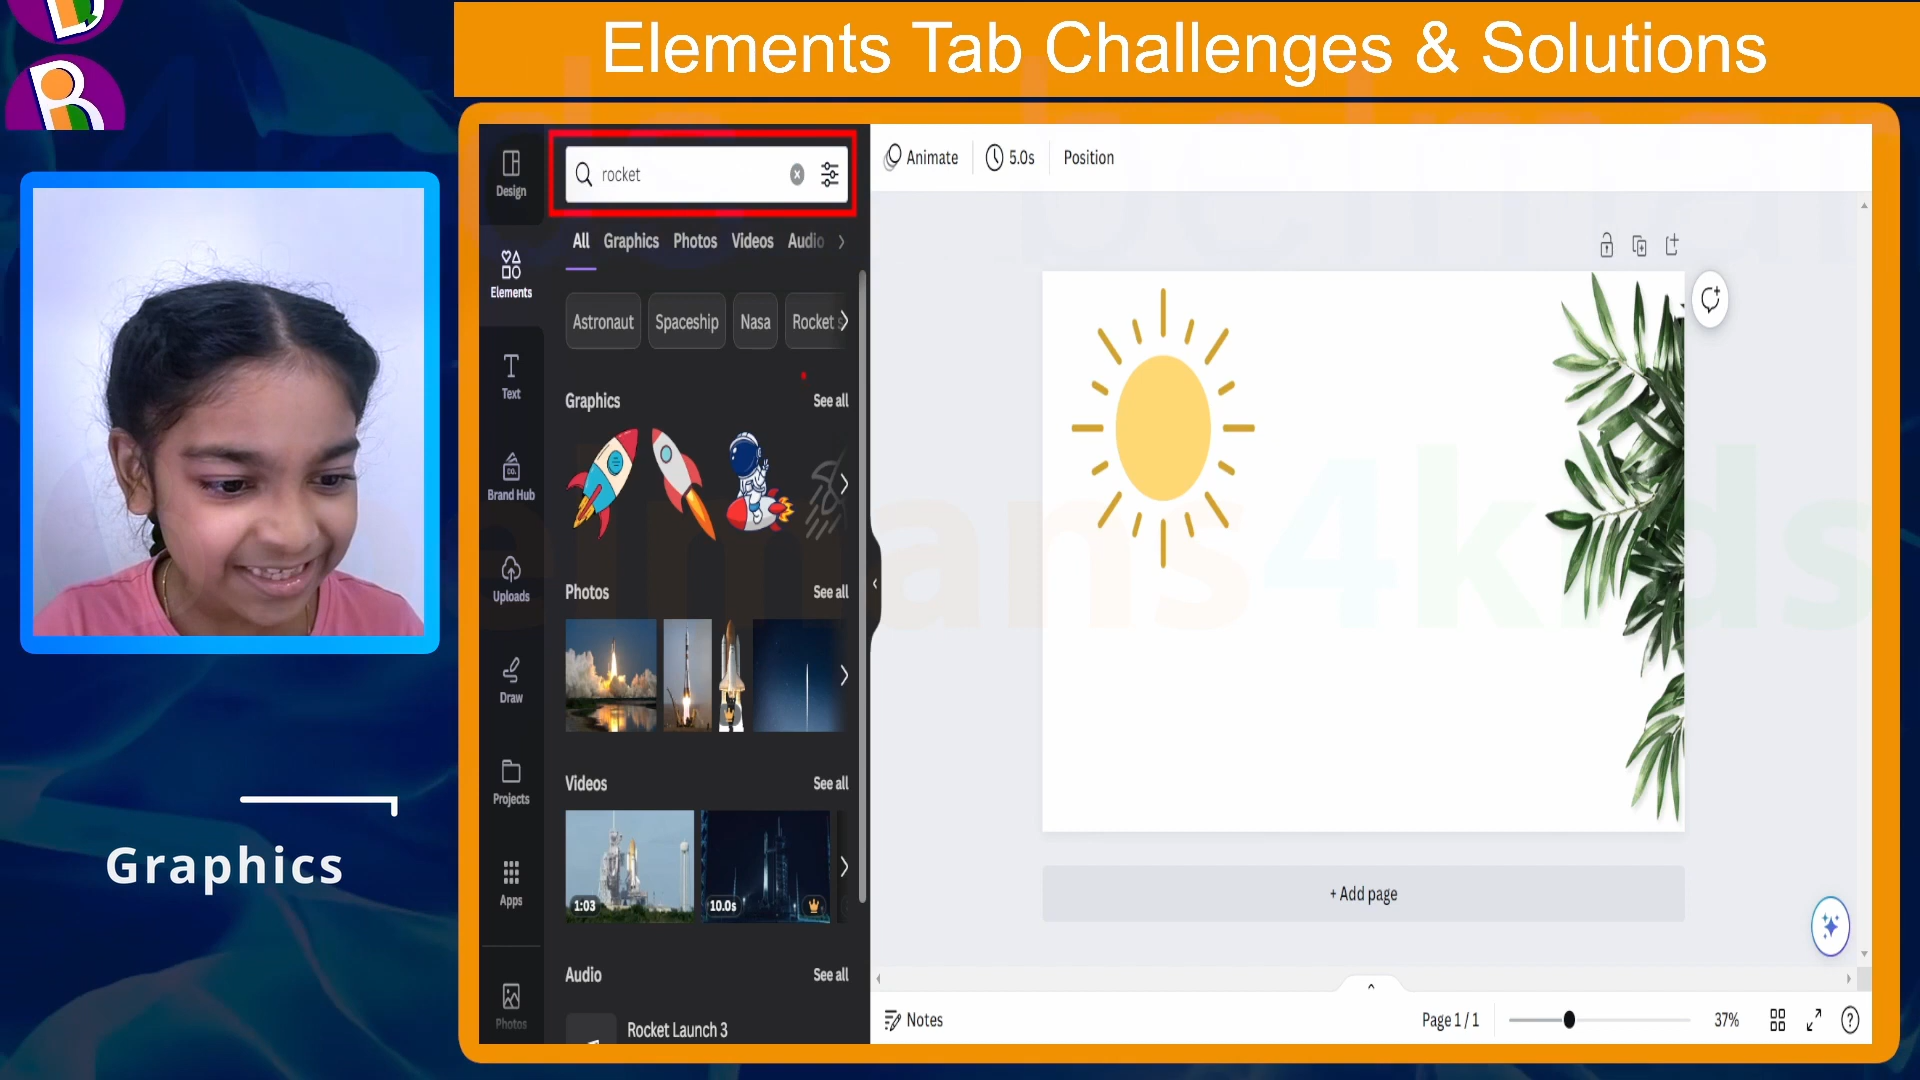 Elements Tab Challenges & Solutions
R
Design
Elements
Text
Brand Hub
CO.
Uploads
Draw
Projects
Apps
Photos
rocket
All Graphics Photos Videos Audio
Astronaut Spaceship Nasa Rocket
Graphics See all
Photos See all
Videos See all
1:03 10.0s
Audio See all
Rocket Launch 3
Animate 5.0s Position
+ Add page
Notes Page 1 / 1 37%
Graphics